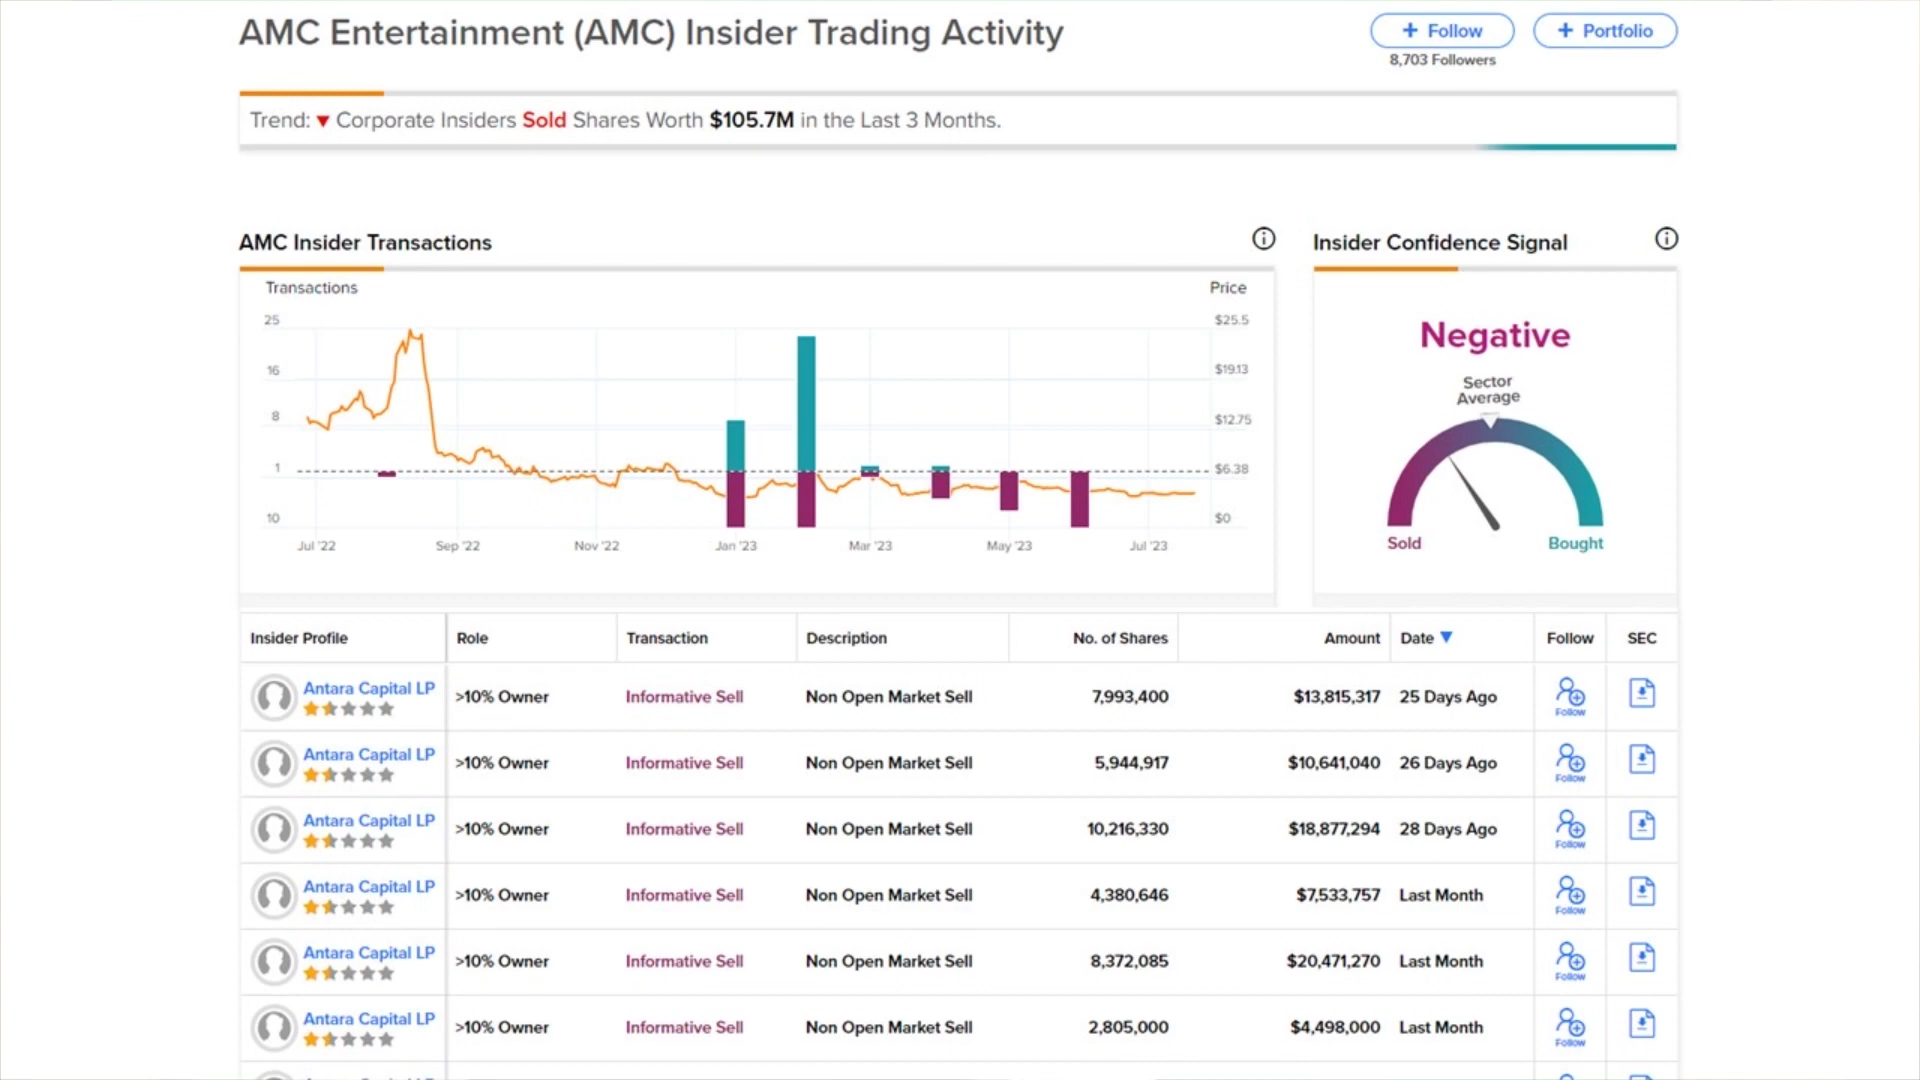 AMC Entertainment (AMC) Insider Trading Activity
+ Follow
+ Portfolio
8,703 Followers
Trend: ▼ Corporate Insiders Sold Shares Worth $105.7M in the Last 3 Months.
AMC Insider Transactions
Insider Confidence Signal
Transactions
Price
25
$25.5
16
$19.13
8
$12.75
1
$6.38
10
$0
Jul '22
Sep '22
Nov '22
Jan '23
Mar '23
May '23
Jul '23
Negative
Sector
Average
Sold
Bought
Insider Profile Role Transaction Description No. of Shares Amount Date ▼ Follow SEC
Antara Capital LP >10% Owner Informative Sell Non Open Market Sell 7,993,400 $13,815,317 25 Days Ago Follow
Antara Capital LP >10% Owner Informative Sell Non Open Market Sell 5,944,917 $10,641,040 26 Days Ago Follow
Antara Capital LP >10% Owner Informative Sell Non Open Market Sell 10,216,330 $18,877,294 28 Days Ago Follow
Antara Capital LP >10% Owner Informative Sell Non Open Market Sell 4,380,646 $7,533,757 Last Month Follow
Antara Capital LP >10% Owner Informative Sell Non Open Market Sell 8,372,085 $20,471,270 Last Month Follow
Antara Capital LP >10% Owner Informative Sell Non Open Market Sell 2,805,000 $4,498,000 Last Month Follow